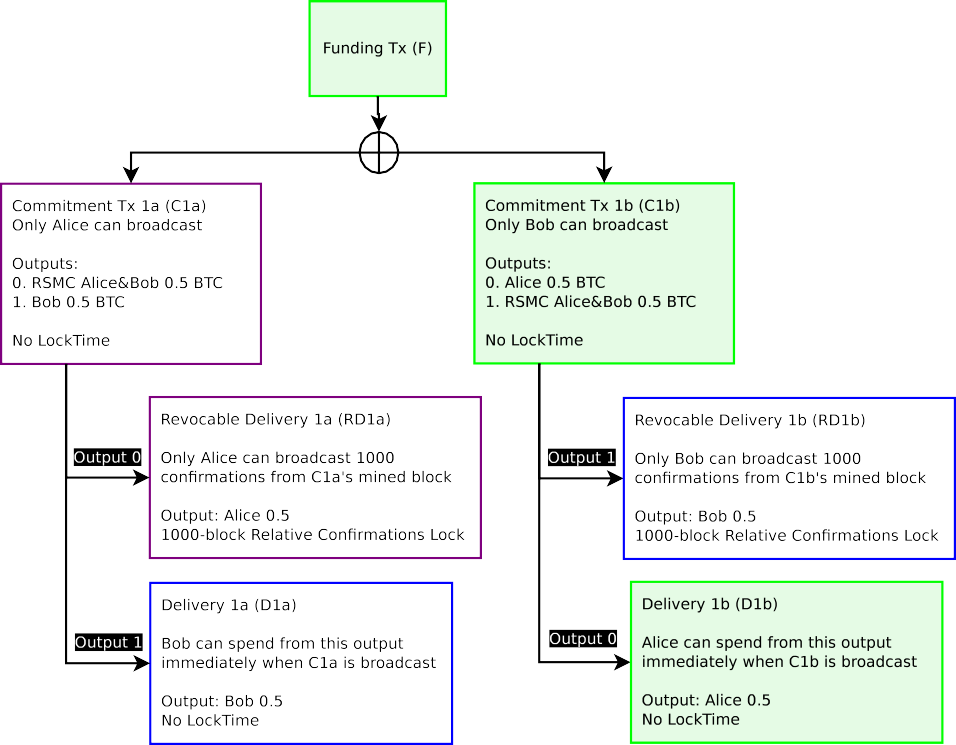 Funding Tx (F)
Commitment Tx 1a (C1a)
Only Alice can broadcast
Outputs:
0. RSMC Alice&Bob 0.5 BTC
1. Bob 0.5 BTC
No LockTime
Commitment Tx 1b (C1b)
Only Bob can broadcast
Outputs:
0. Alice 0.5 BTC
1. RSMC Alice&Bob 0.5 BTC
No LockTime
Output 0
Revocable Delivery 1a (RD1a)
Only Alice can broadcast 1000
confirmations from C1a's mined block
Output: Alice 0.5
1000-block Relative Confirmations Lock
Output 1
Revocable Delivery 1b (RD1b)
Only Bob can broadcast 1000
confirmations from C1b's mined block
Output: Bob 0.5
1000-block Relative Confirmations Lock
Output 1
Delivery 1a (D1a)
Bob can spend from this output
immediately when C1a is broadcast
Output: Bob 0.5
No LockTime
Output 0
Delivery 1b (D1b)
Alice can spend from this output
immediately when C1b is broadcast
Output: Alice 0.5
No LockTime